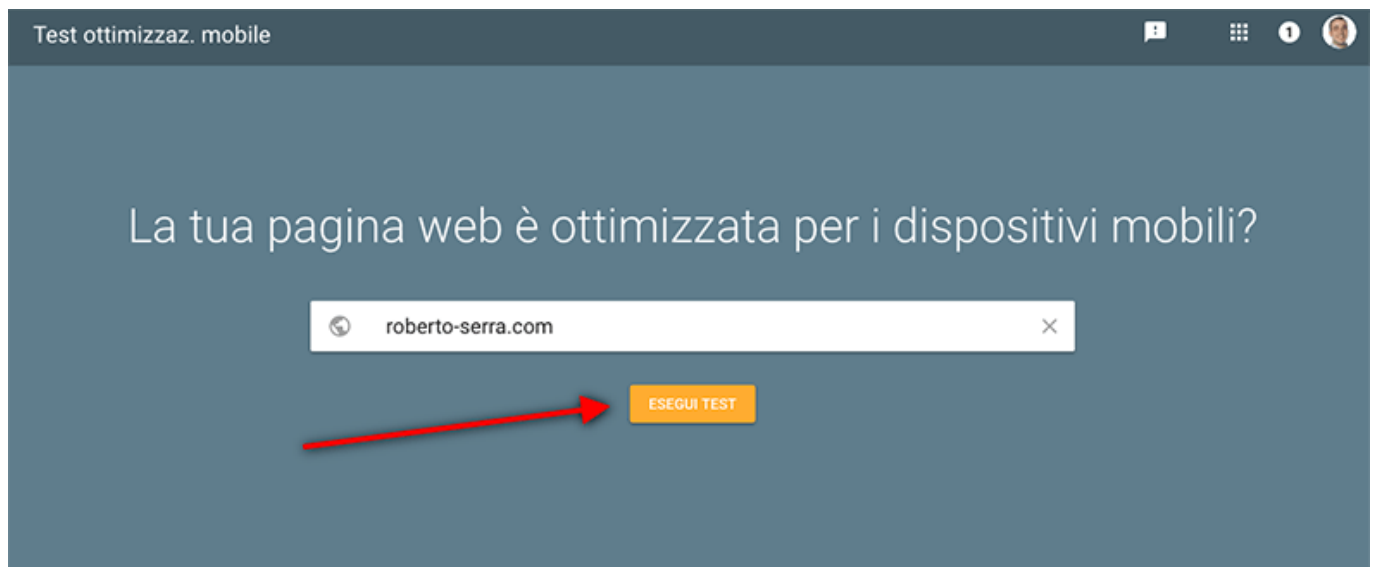 Test ottimizzaz. mobile
1
La tua pagina web è ottimizzata per i dispositivi mobili?
roberto-serra.com
ESEGUI TEST